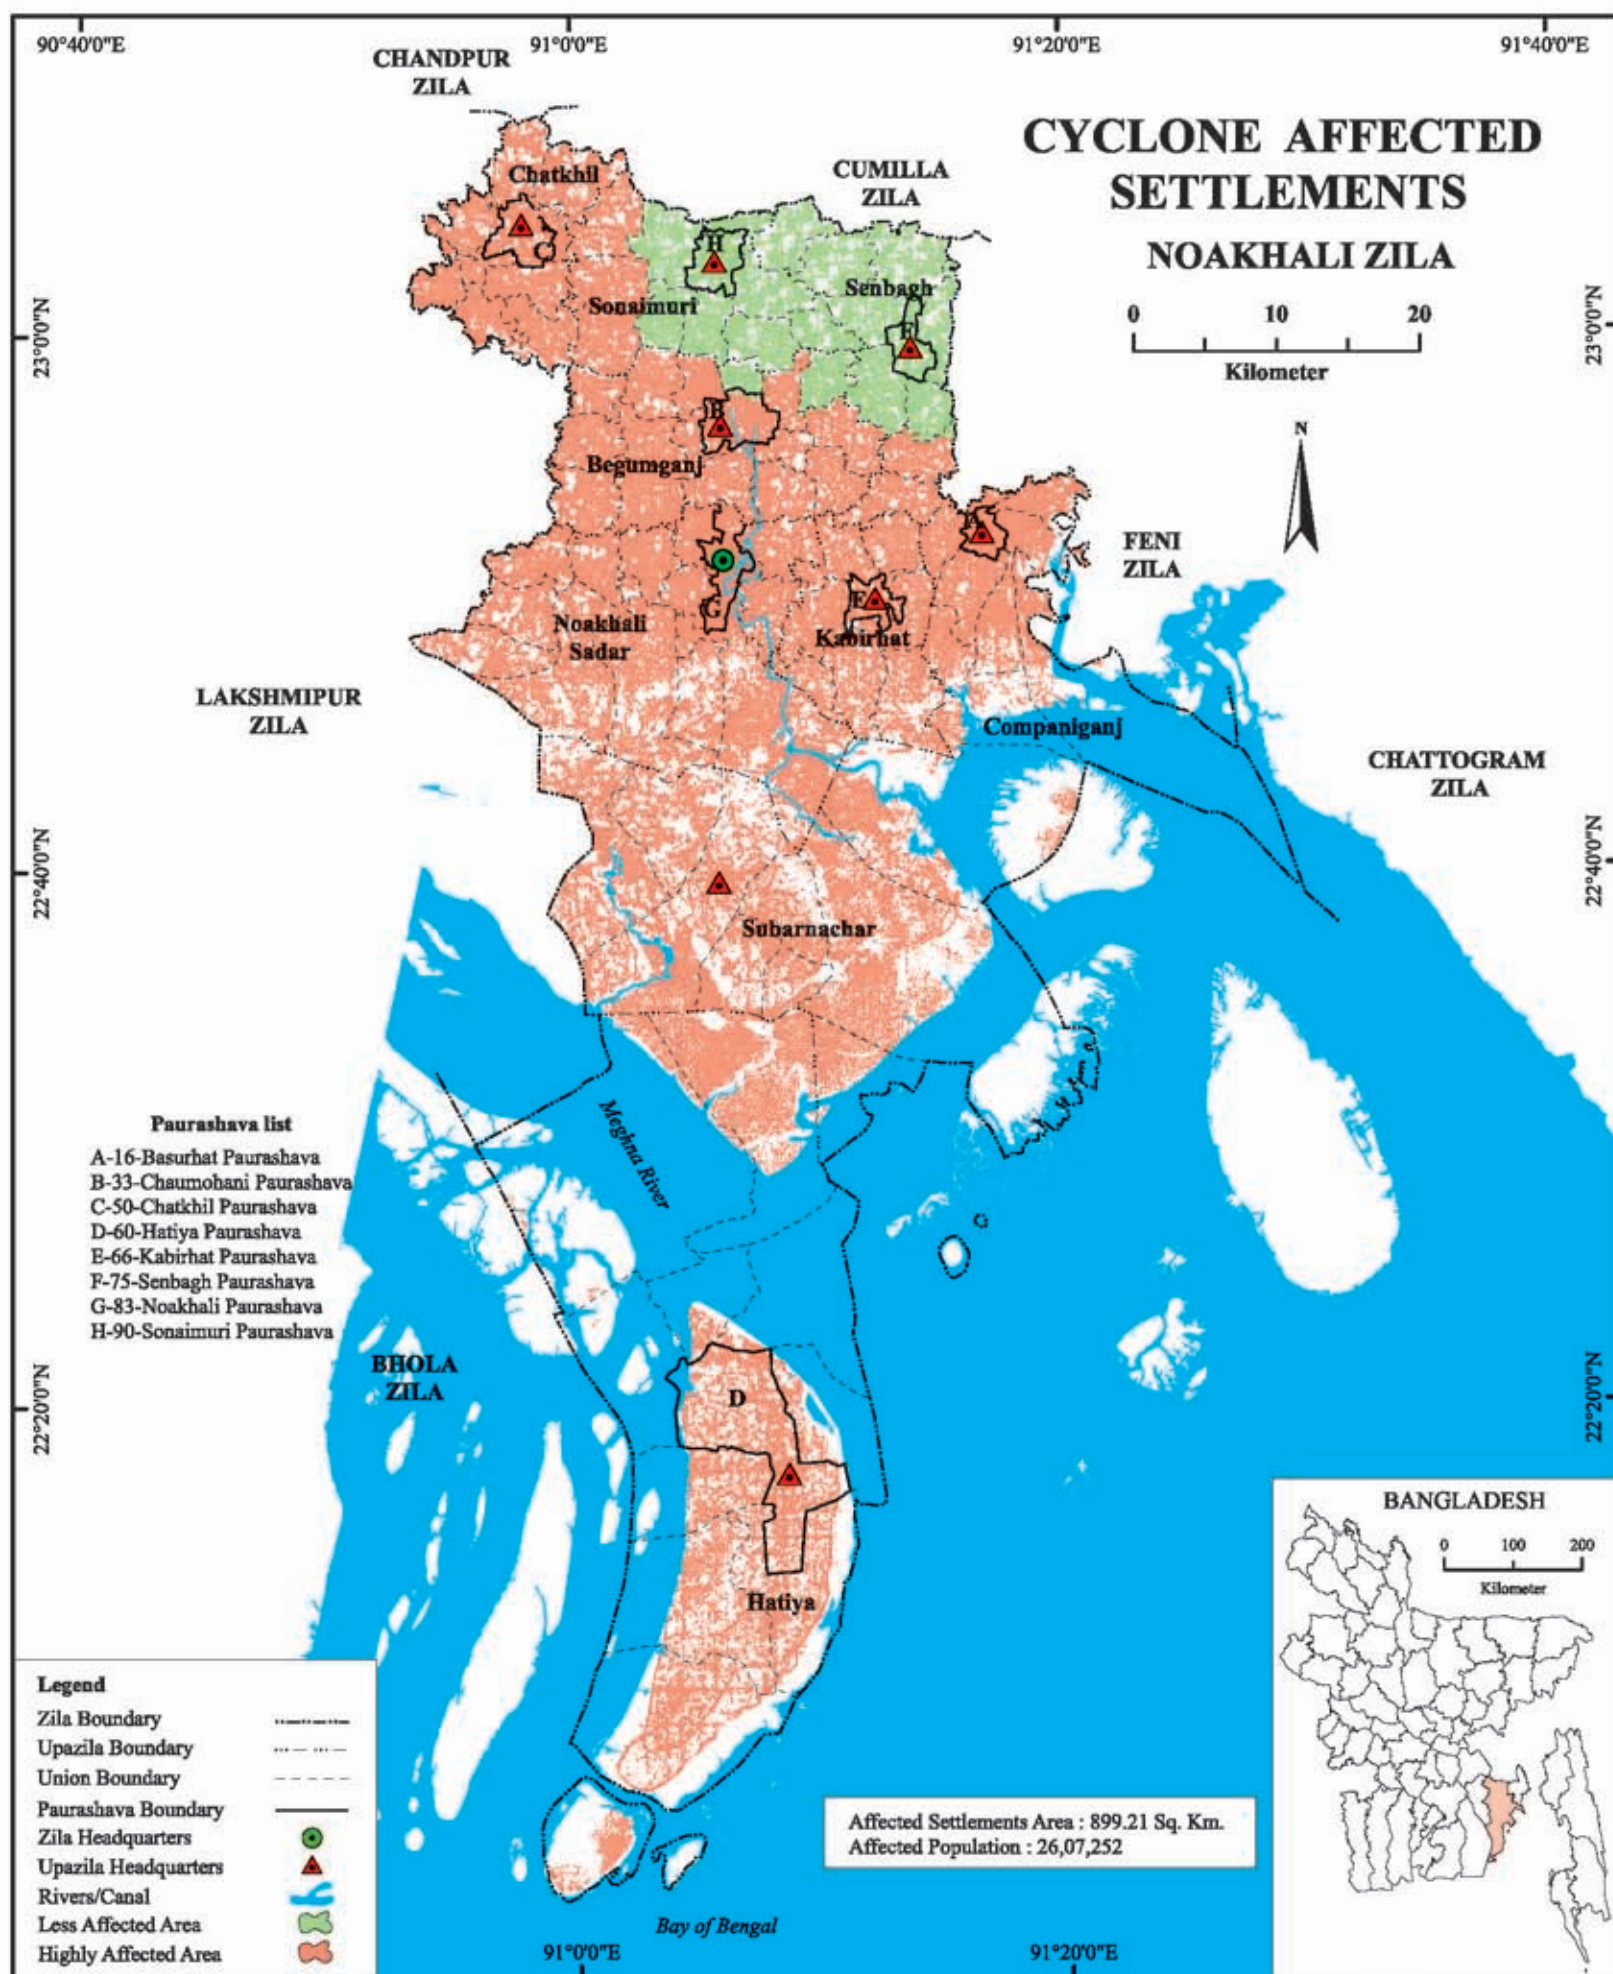 90°40'0"E
91°0'0"E
91°20'0"E
91°40'0"E
CHANDPUR
ZILA
CYCLONE AFFECTED
SETTLEMENTS
NOAKHALI ZILA
CUMILLA
ZILA
Chatkhil
C
H
Sonaimuri
Senbagh
F
0
10
20
Kilometer
23°0'0"N
23°0'0"N
N
B
Begumganj
A
FENI
ZILA
G
Noakhali
Sadar
E
Kabirhat
LAKSHMIPUR
ZILA
Companiganj
CHATTOGRAM
ZILA
22°40'0"N
22°40'0"N
Subarnachar
Meghna River
Paurashava list
A-16-Basurhat Paurashava
B-33-Chaumohani Paurashava
C-50-Chatkhil Paurashava
D-60-Hatiya Paurashava
E-66-Kabirhat Paurashava
F-75-Senbagh Paurashava
G-83-Noakhali Paurashava
H-90-Sonaimuri Paurashava
BHOLA
ZILA
22°20'0"N
22°20'0"N
D
Hatiya
BANGLADESH
0
100
200
Kilometer
Legend
Zila Boundary
Upazila Boundary
Union Boundary
Paurashava Boundary
Zila Headquarters
Upazila Headquarters
Rivers/Canal
Less Affected Area
Highly Affected Area
Affected Settlements Area : 899.21 Sq. Km.
Affected Population : 26,07,252
Bay of Bengal
91°0'0"E
91°20'0"E